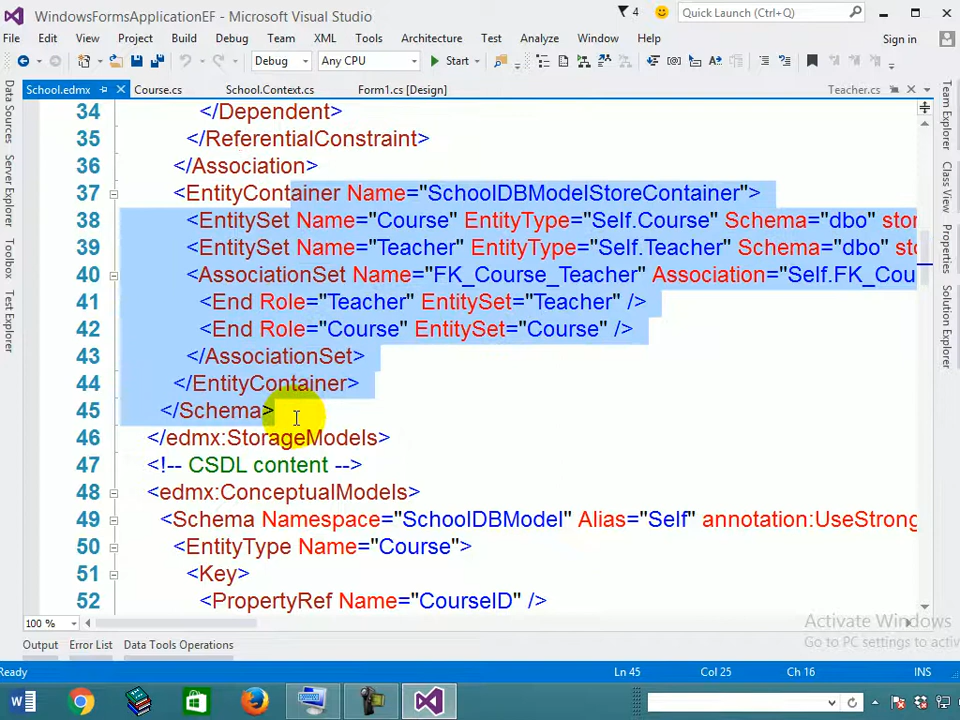 WindowsFormsApplicationEF - Microsoft Visual Studio
4
Quick Launch (Ctrl+Q)
File Edit View Project Build Debug Team XML Tools Architecture Test Analyze Window Help
Sign in
Debug Any CPU Start
School.edmx Course.cs School.Context.cs Form1.cs [Design] Teacher.cs
Data Sources
Server Explorer
Toolbox
Test Explorer
Team Explorer
Class View
Properties
Solution Explorer
34 </Dependent>
35 </ReferentialConstraint>
36 </Association>
37 <EntityContainer Name="SchoolDBModelStoreContainer">
38 <EntitySet Name="Course" EntityType="Self.Course" Schema="dbo" stor
39 <EntitySet Name="Teacher" EntityType="Self.Teacher" Schema="dbo" sto
40 <AssociationSet Name="FK_Course_Teacher" Association="Self.FK_Cou
41 <End Role="Teacher" EntitySet="Teacher" />
42 <End Role="Course" EntitySet="Course" />
43 </AssociationSet>
44 </EntityContainer>
45 </Schema>
46 </edmx:StorageModels>
47 <!-- CSDL content -->
48 <edmx:ConceptualModels>
49 <Schema Namespace="SchoolDBModel" Alias="Self" annotation:UseStrong
50 <EntityType Name="Course">
51 <Key>
52 <PropertyRef Name="CourseID" />
100 %
Activate Windows
Go to PC settings to activ
Output Error List Data Tools Operations
Ready Ln 45 Col 25 Ch 16 INS